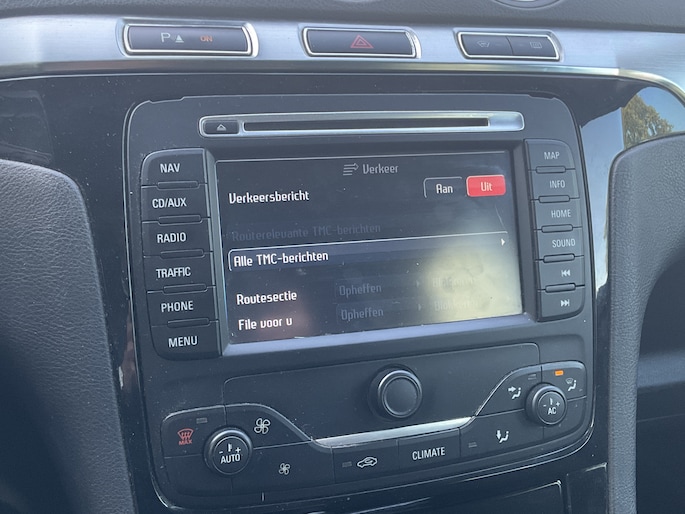 P ON
Verkeer
Verkeersbericht Aan Uit
Routerelevante TMC-berichten
Alle TMC-berichten
Routesectie Opheffen
File voor u Opheffen
NAV
CD/AUX
RADIO
TRAFFIC
PHONE
MENU
MAP
INFO
HOME
SOUND
MAX
AUTO
CLIMATE
AC